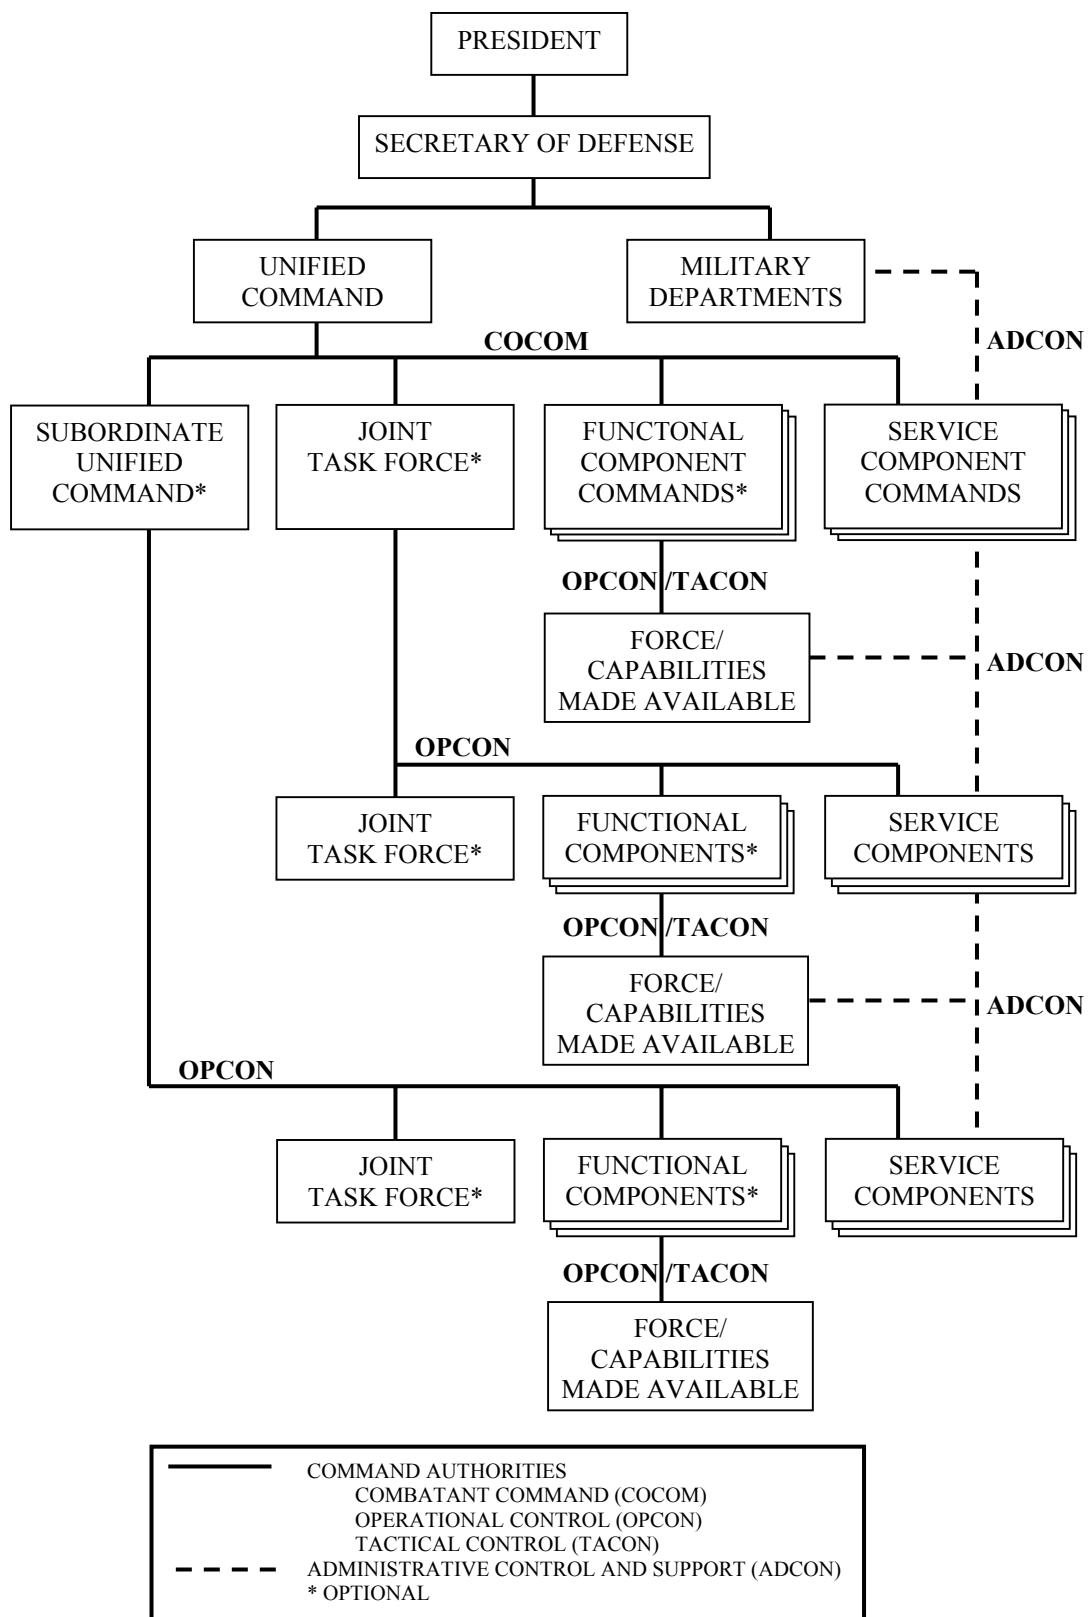 PRESIDENT
SECRETARY OF DEFENSE
UNIFIED
COMMAND
MILITARY
DEPARTMENTS
COCOM
ADCON
SUBORDINATE
UNIFIED
COMMAND*
JOINT
TASK FORCE*
FUNCTONAL
COMPONENT
COMMANDS*
SERVICE
COMPONENT
COMMANDS
OPCON /TACON
FORCE/
CAPABILITIES
MADE AVAILABLE
ADCON
OPCON
JOINT
TASK FORCE*
FUNCTIONAL
COMPONENTS*
SERVICE
COMPONENTS
OPCON /TACON
FORCE/
CAPABILITIES
MADE AVAILABLE
ADCON
OPCON
JOINT
TASK FORCE*
FUNCTIONAL
COMPONENTS*
SERVICE
COMPONENTS
OPCON /TACON
FORCE/
CAPABILITIES
MADE AVAILABLE
COMMAND AUTHORITIES
COMBATANT COMMAND (COCOM)
OPERATIONAL CONTROL (OPCON)
TACTICAL CONTROL (TACON)
ADMINISTRATIVE CONTROL AND SUPPORT (ADCON)
* OPTIONAL